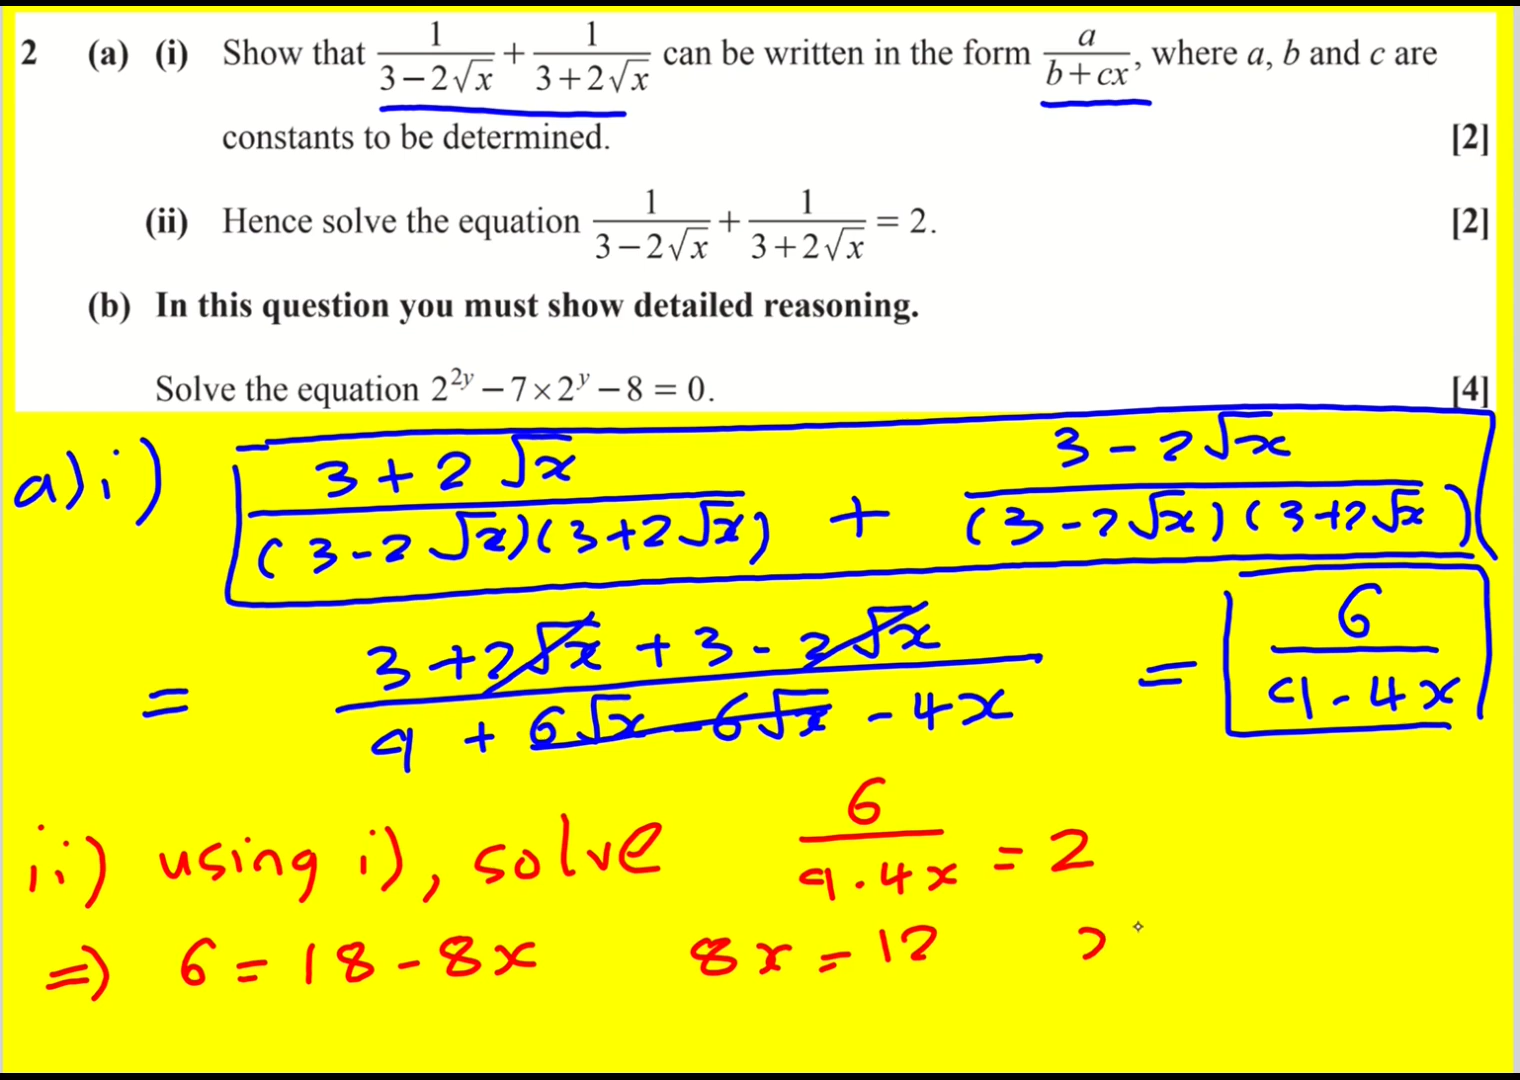 2 (a) (i) Show that 1/(3−2√x) + 1/(3+2√x) can be written in the form a/(b+cx), where a, b and c are
constants to be determined. [2]
(ii) Hence solve the equation 1/(3−2√x) + 1/(3+2√x) = 2. [2]
(b) In this question you must show detailed reasoning.
Solve the equation 2^(2y) − 7×2^y − 8 = 0. [4]
a)i) (3+2√x)/((3-2√x)(3+2√x)) + (3-2√x)/((3-2√x)(3+2√x))
= (3+2√x+3-2√x)/(9+6√x-6√x-4x) = 6/(9-4x)
ii) using i), solve 6/(9-4x) = 2
=> 6 = 18-8x 8x = 12